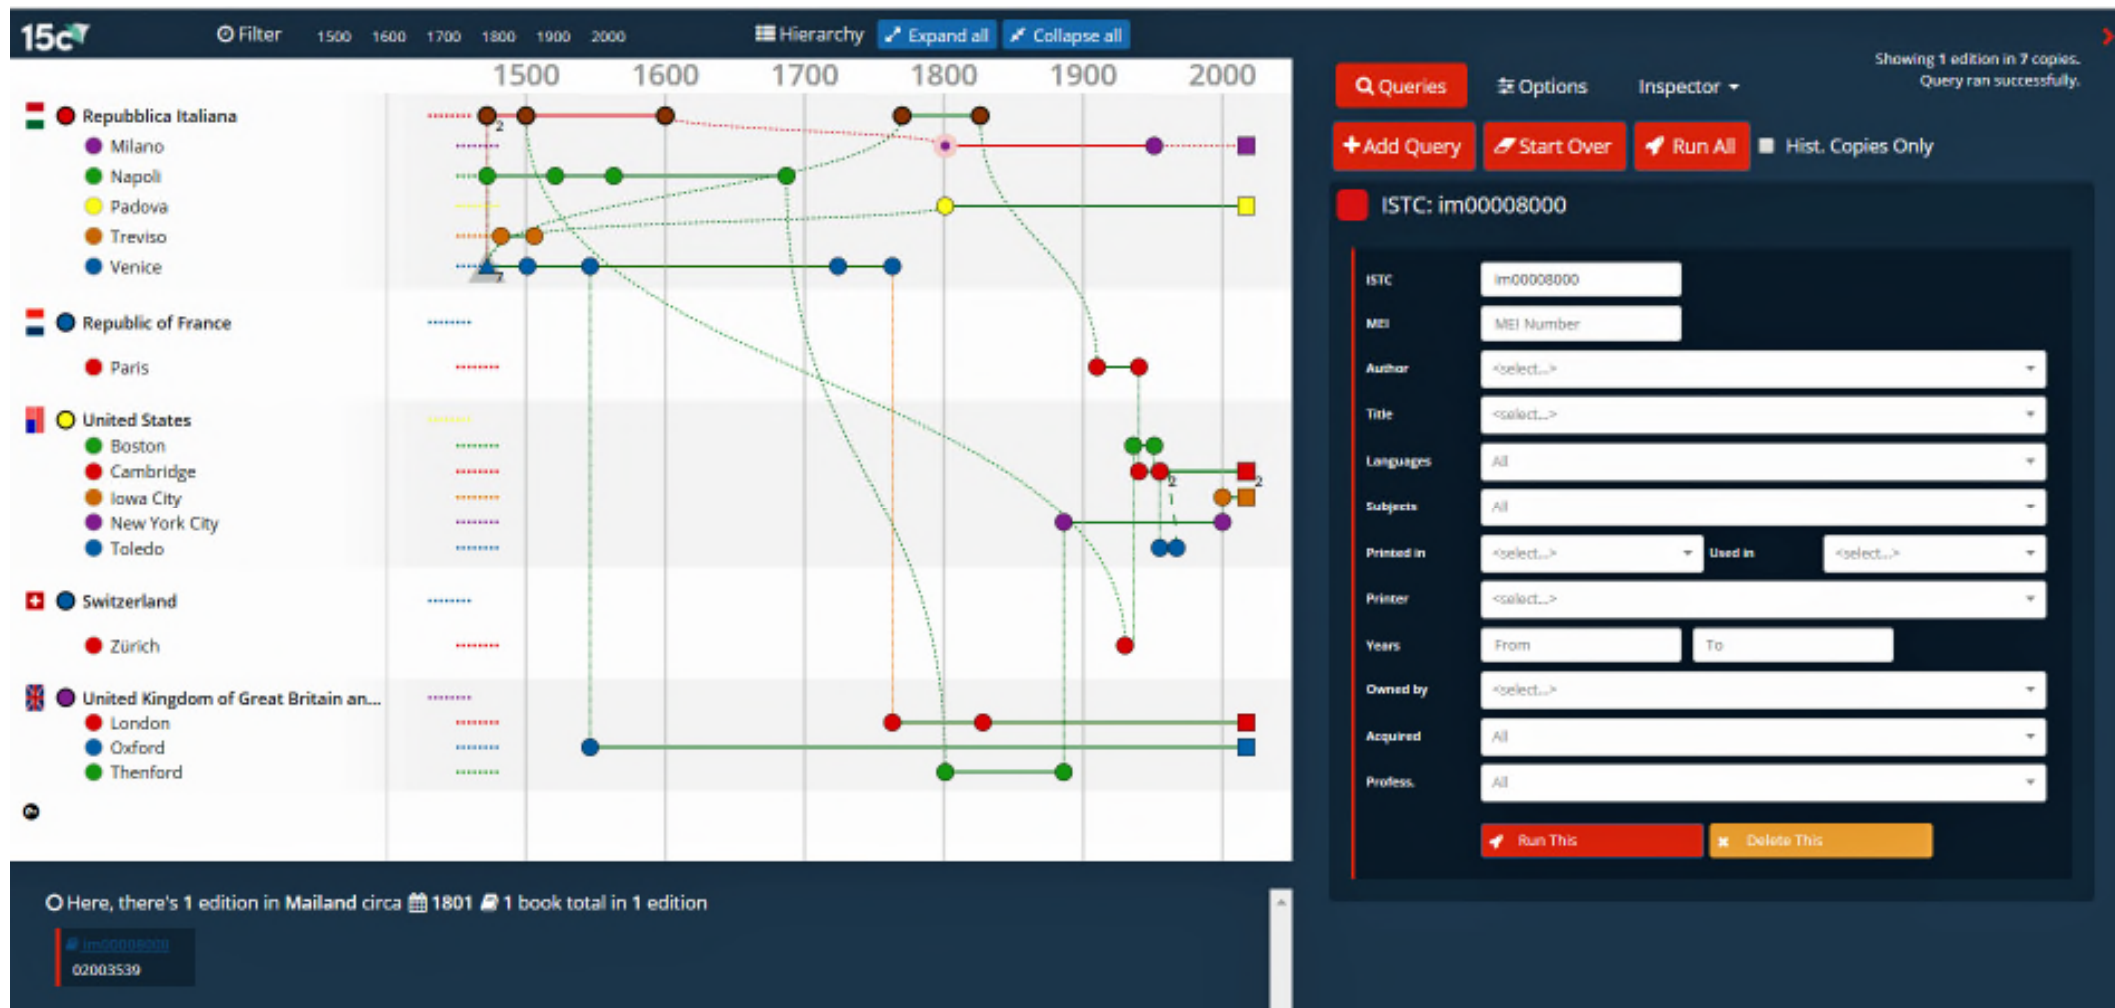 15c
Filter 1500 1600 1700 1800 1900 2000
Hierarchy Expand all Collapse all
Showing 1 edition in 7 copies.
Query ran successfully.
1500 1600 1700 1800 1900 2000
Queries Options Inspector
Add Query Start Over Run All Hist. Copies Only
Repubblica Italiana
2
Milano
Napoli
Padova
Treviso
Venice
7
Republic of France
Paris
United States
Boston
Cambridge
2
2
Iowa City
New York City
Toledo
Switzerland
Zürich
United Kingdom of Great Britain an...
London
Oxford
Thenford
ISTC: im00008000
ISTC im00008000
MEI MEI Number
Author <select...>
Title <select...>
Languages All
Subjects All
Printed in <select...> Used in <select...>
Printer <select...>
Years From To
Owned by <select...>
Acquired All
Profess. All
Run This Delete This
Here, there's 1 edition in Mailand circa 1801 1 book total in 1 edition
im00008000
02003539